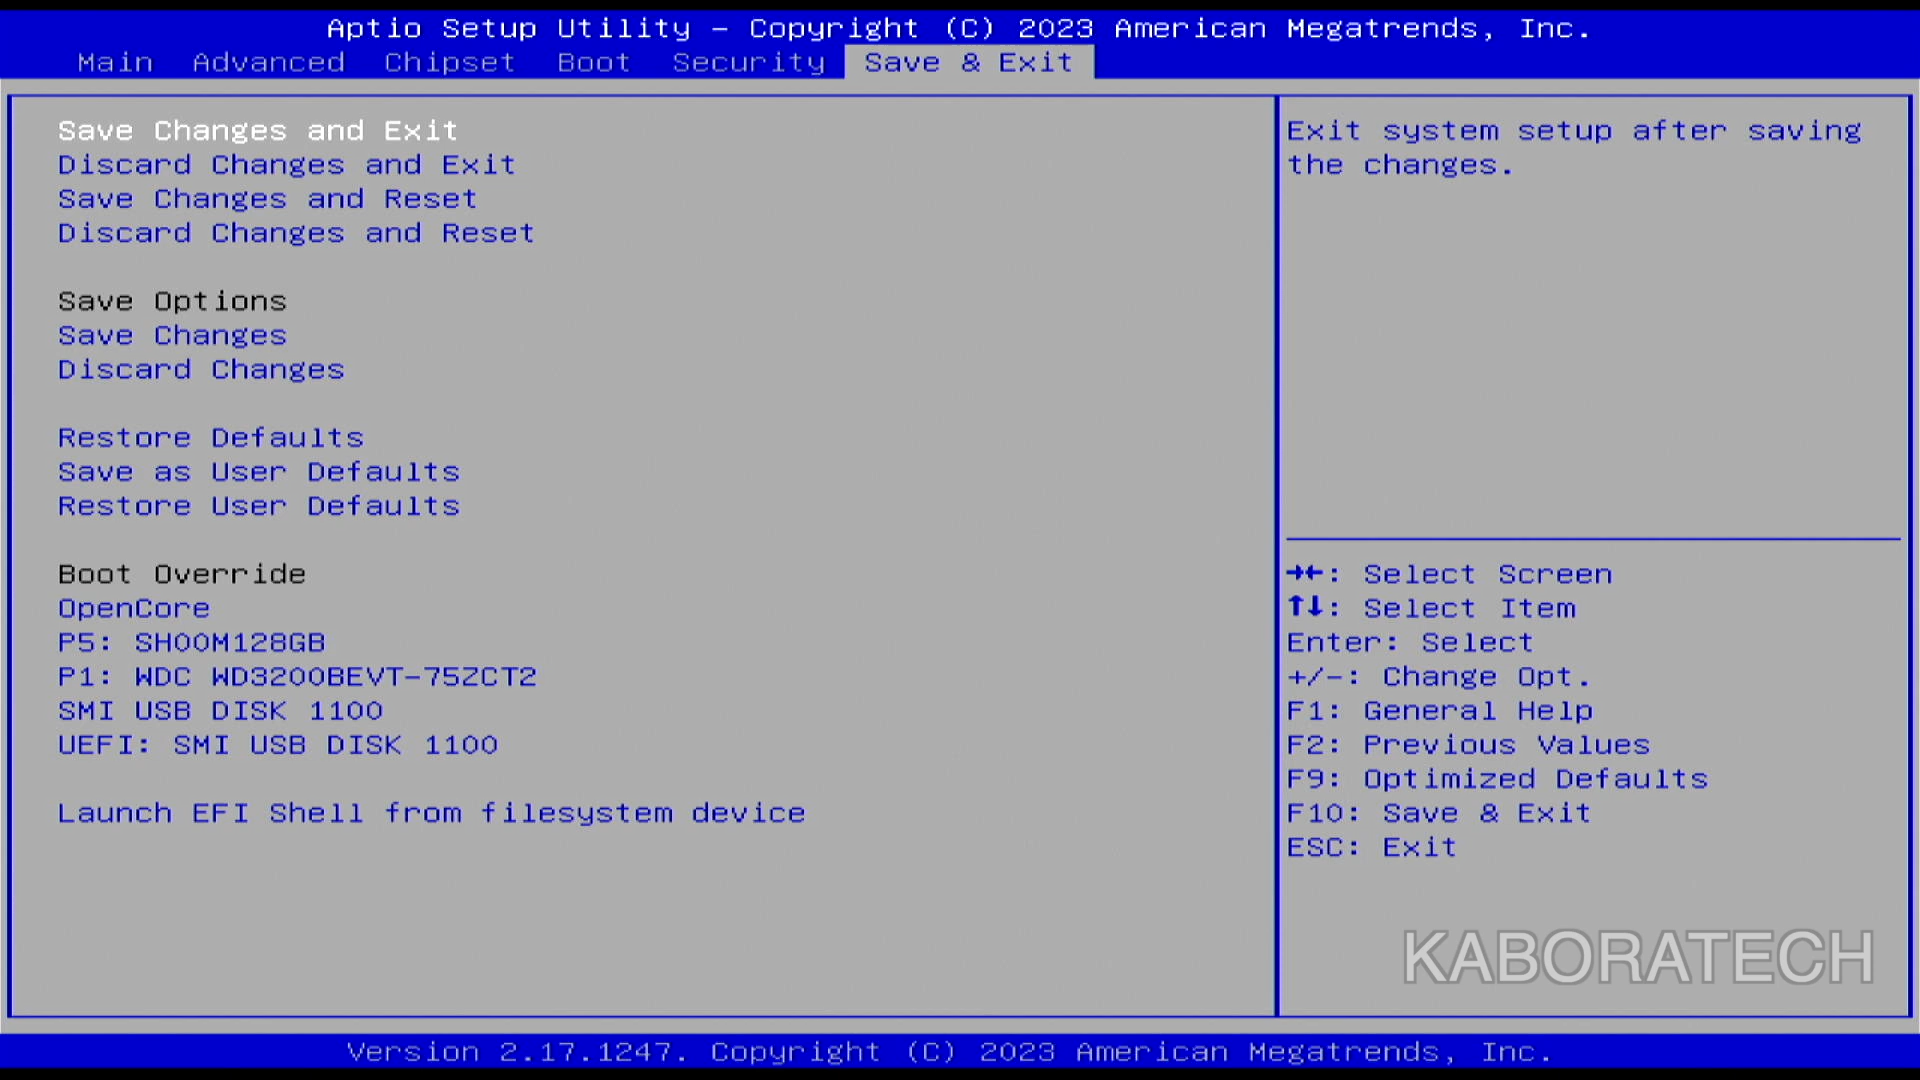 Aptio Setup Utility – Copyright (C) 2023 American Megatrends, Inc.
Main Advanced Chipset Boot Security Save & Exit
Save Changes and Exit
Discard Changes and Exit
Save Changes and Reset
Discard Changes and Reset
Save Options
Save Changes
Discard Changes
Restore Defaults
Save as User Defaults
Restore User Defaults
Boot Override
OpenCore
P5: SH00M128GB
P1: WDC WD3200BEVT-75ZCT2
SMI USB DISK 1100
UEFI: SMI USB DISK 1100
Launch EFI Shell from filesystem device
Exit system setup after saving
the changes.
→←: Select Screen
↑↓: Select Item
Enter: Select
+/-: Change Opt.
F1: General Help
F2: Previous Values
F9: Optimized Defaults
F10: Save & Exit
ESC: Exit
KABORATECH
Version 2.17.1247. Copyright (C) 2023 American Megatrends, Inc.